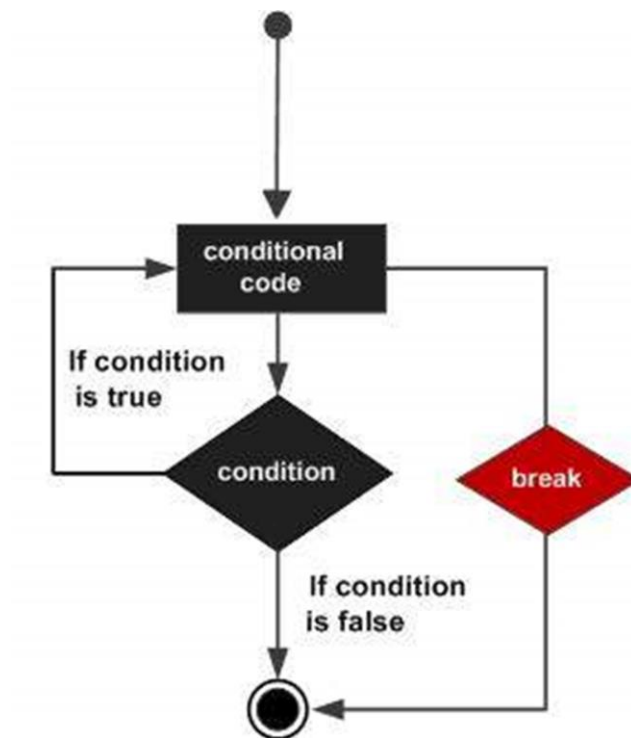 conditional
code
If condition
is true
condition
break
If condition
is false